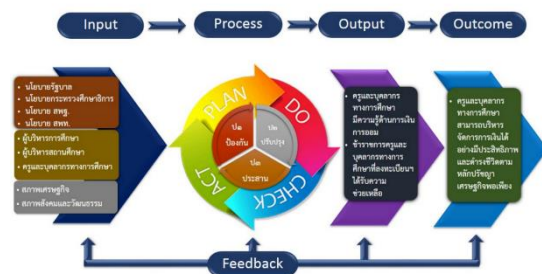 Input
Process
Output
Outcome
• นโยบายรัฐบาล
• นโยบายกระทรวงศึกษาธิการ
• นโยบาย สพฐ.
• นโยบาย สพท.
• ผู้บริหารการศึกษา
• ผู้บริหารสถานศึกษา
• ครูและบุคลากรทางการศึกษา
• สภาพเศรษฐกิจ
• สภาพสังคมและวัฒนธรรม
PLAN
DO
CHECK
ACT
ป๑
ป้องกัน
ป๒
ปรับปรุง
ป๓
ประสาน
• ครูและบุคลากร
ทางการศึกษา
มีความรู้ด้านการเงิน
การออม
• ข้าราชการครูและ
บุคลากรทางการ
ศึกษาที่ลงทะเบียนฯ
ได้รับความ
ช่วยเหลือ
• ครูและบุคลากร
ทางการศึกษา
สามารถบริหาร
จัดการการเงินได้
อย่างมีประสิทธิภาพ
และดำรงชีวิตตาม
หลักปรัชญา
เศรษฐกิจพอเพียง
Feedback